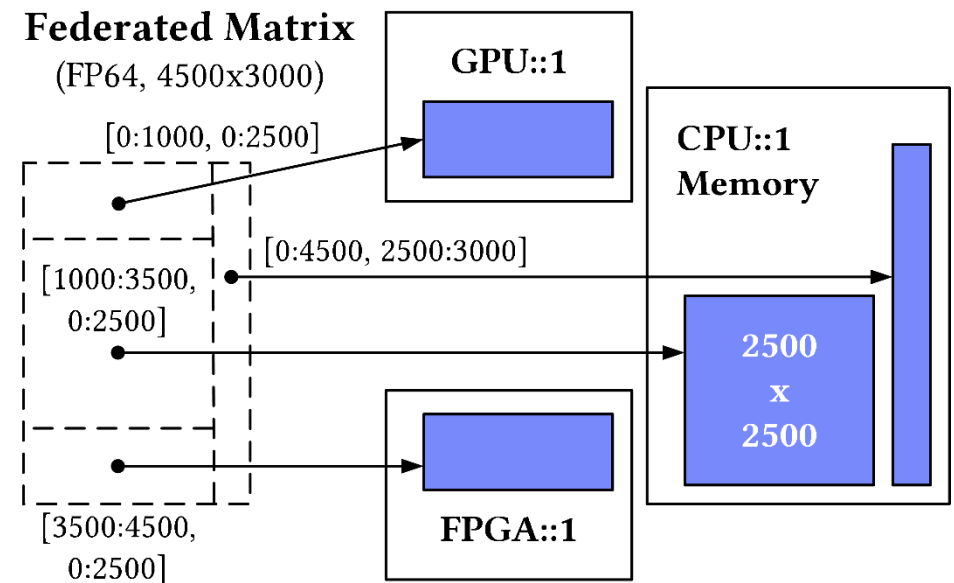 Federated Matrix
(FP64, 4500x3000)
[0:1000, 0:2500]
GPU::1
CPU::1
Memory
[0:4500, 2500:3000]
[1000:3500,
0:2500]
2500
x
2500
FPGA::1
[3500:4500,
0:2500]